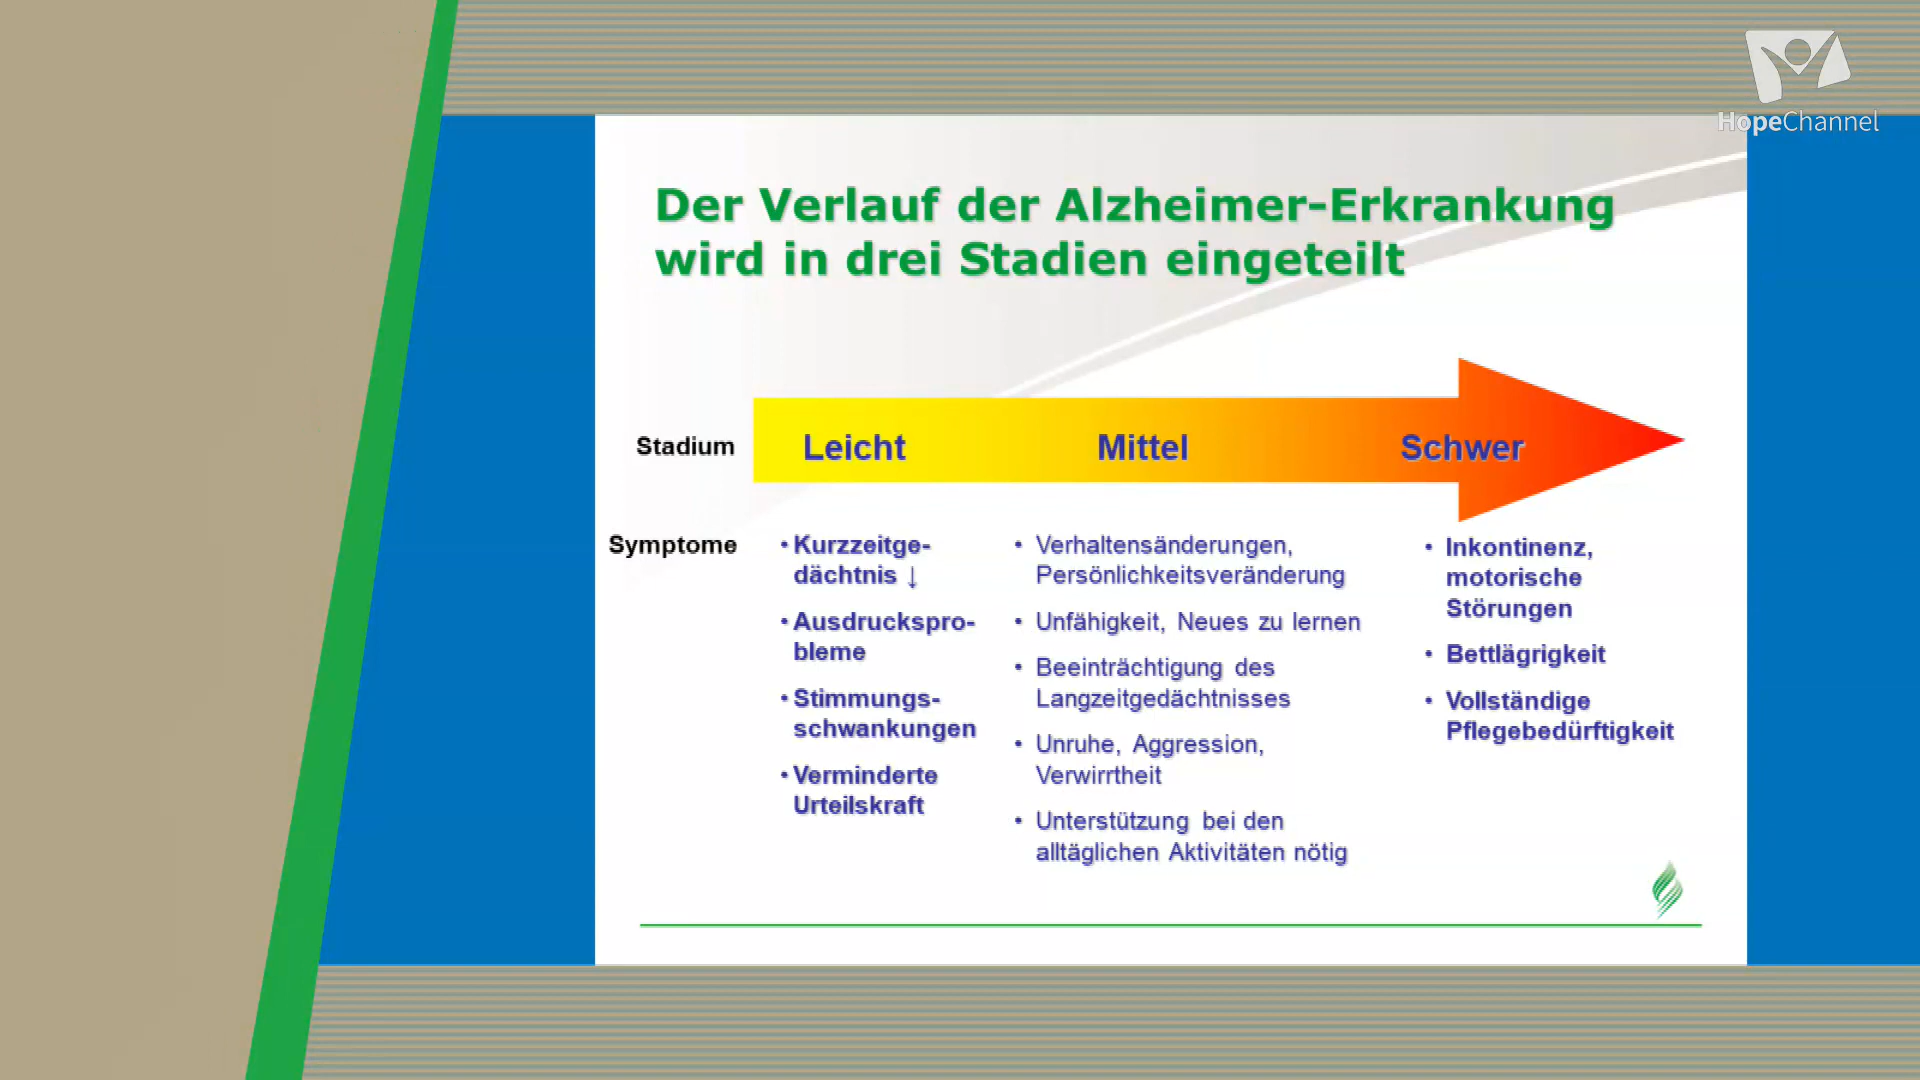 HopeChannel
Der Verlauf der Alzheimer-Erkrankung
wird in drei Stadien eingeteilt
Stadium
Leicht
Mittel
Schwer
Symptome
• Kurzzeitge-
dächtnis ↓
• Ausdruckspro-
bleme
• Stimmungs-
schwankungen
• Verminderte
Urteilskraft
• Verhaltensänderungen,
Persönlichkeitsveränderung
• Unfähigkeit, Neues zu lernen
• Beeinträchtigung des
Langzeitgedächtnisses
• Unruhe, Aggression,
Verwirrtheit
• Unterstützung bei den
alltäglichen Aktivitäten nötig
• Inkontinenz,
motorische
Störungen
• Bettlägrigkeit
• Vollständige
Pflegebedürftigkeit